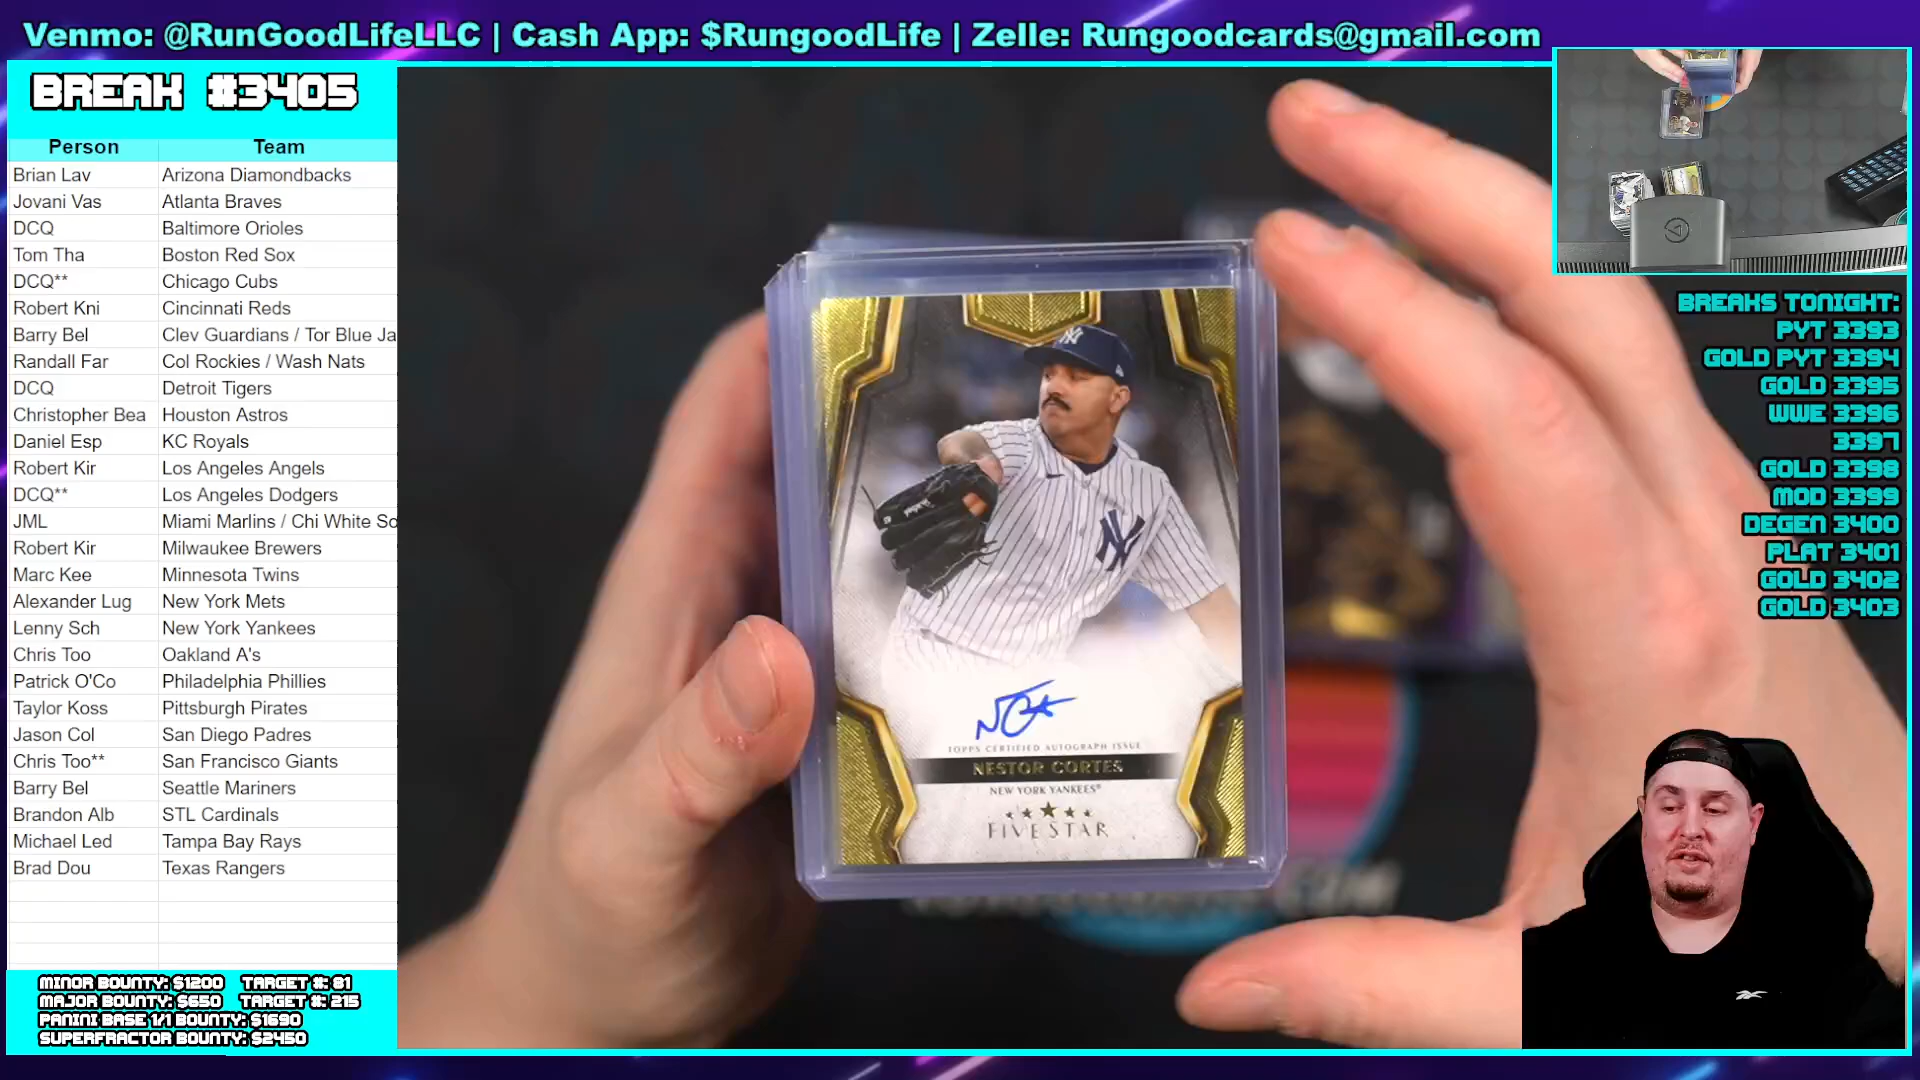 Venmo: @RunGoodLifeLLC | Cash App: $RungoodLife | Zelle: Rungoodcards@gmail.com
BREAK #3405
Person Team
Brian Lav Arizona Diamondbacks
Jovani Vas Atlanta Braves
DCQ Baltimore Orioles
Tom Tha Boston Red Sox
DCQ** Chicago Cubs
Robert Kni Cincinnati Reds
Barry Bel Clev Guardians / Tor Blue Ja
Randall Far Col Rockies / Wash Nats
DCQ Detroit Tigers
Christopher Bea Houston Astros
Daniel Esp KC Royals
Robert Kir Los Angeles Angels
DCQ** Los Angeles Dodgers
JML Miami Marlins / Chi White So
Robert Kir Milwaukee Brewers
Marc Kee Minnesota Twins
Alexander Lug New York Mets
Lenny Sch New York Yankees
Chris Too Oakland A's
Patrick O'Co Philadelphia Phillies
Taylor Koss Pittsburgh Pirates
Jason Col San Diego Padres
Chris Too** San Francisco Giants
Barry Bel Seattle Mariners
Brandon Alb STL Cardinals
Michael Led Tampa Bay Rays
Brad Dou Texas Rangers
MINOR BOUNTY: $1200 TARGET #: 81
MAJOR BOUNTY: $650 TARGET #: 215
PANINI BASE 1/1 BOUNTY: $1690
SUPERFRACTOR BOUNTY: $2450
NY
NY
TOPPS CERTIFIED AUTOGRAPH ISSUE
NESTOR CORTES
NEW YORK YANKEES®
FIVE STAR
BREAKS TONIGHT:
PYT 3393
GOLD PYT 3394
GOLD 3395
WWE 3396
3397
GOLD 3398
MOD 3399
DEGEN 3400
PLAT 3401
GOLD 3402
GOLD 3403